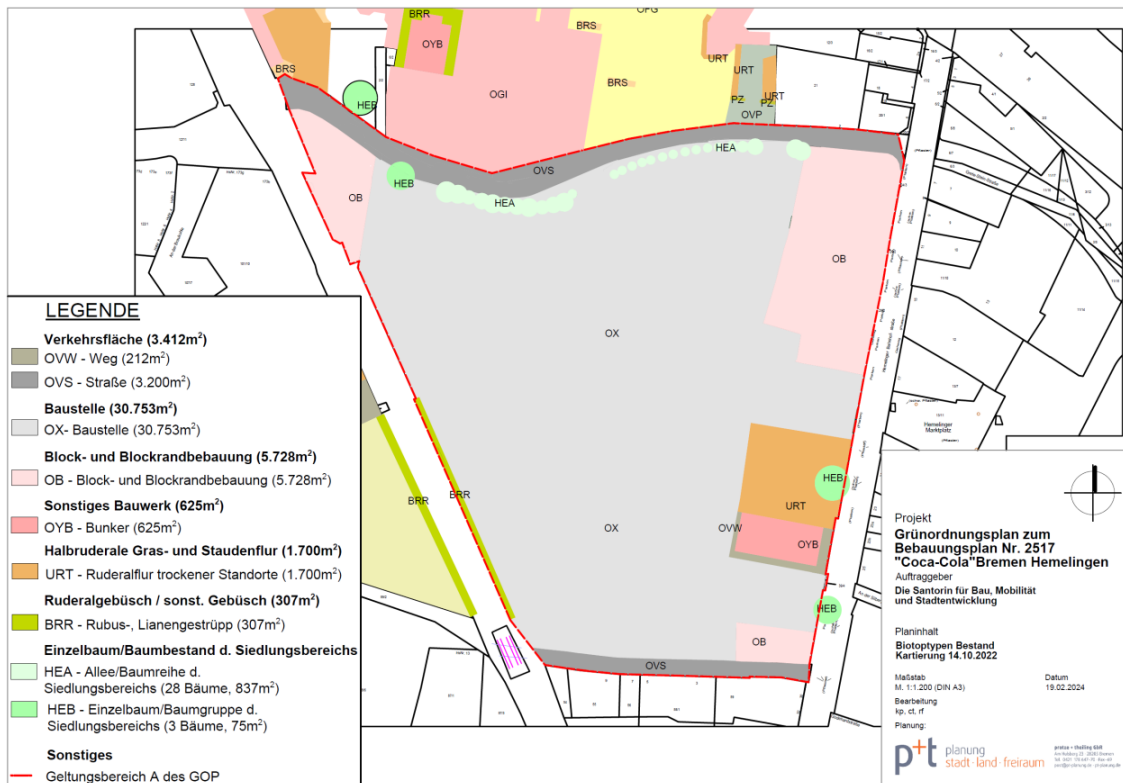 BRR
OPG
BRS
OYB
URT
URT
BRS
BRS
URT
HEB
OGI
PZ
PZ
OVP
HEA
OVS
HEB
OB
HEA
OB
OX
Hemelinger
Marktplatz
HEB
BRR
BRR
URT
OX
OVW
OYB
HEB
OB
OVS
LEGENDE
Verkehrsfläche (3.412m²)
OVW - Weg (212m²)
OVS - Straße (3.200m²)
Baustelle (30.753m²)
OX- Baustelle (30.753m²)
Block- und Blockrandbebauung (5.728m²)
OB - Block- und Blockrandbebauung (5.728m²)
Sonstiges Bauwerk (625m²)
OYB - Bunker (625m²)
Halbruderale Gras- und Staudenflur (1.700m²)
URT - Ruderalflur trockener Standorte (1.700m²)
Ruderalgebüsch / sonst. Gebüsch (307m²)
BRR - Rubus-, Lianengestrüpp (307m²)
Einzelbaum/Baumbestand d. Siedlungsbereichs
HEA - Allee/Baumreihe d.
Siedlungsbereichs (28 Bäume, 837m²)
HEB - Einzelbaum/Baumgruppe d.
Siedlungsbereichs (3 Bäume, 75m²)
Sonstiges
Geltungsbereich A des GOP
Projekt
Grünordnungsplan zum
Bebauungsplan Nr. 2517
"Coca-Cola"Bremen Hemelingen
Auftraggeber
Die Santorin für Bau, Mobilität
und Stadtentwicklung
Planinhalt
Biotoptypen Bestand
Kartierung 14.10.2022
Maßstab Datum
M. 1:1.200 (DIN A3) 19.02.2024
Bearbeitung
kp, ct, rf
Planung:
p+t planung
stadt·land·freiraum